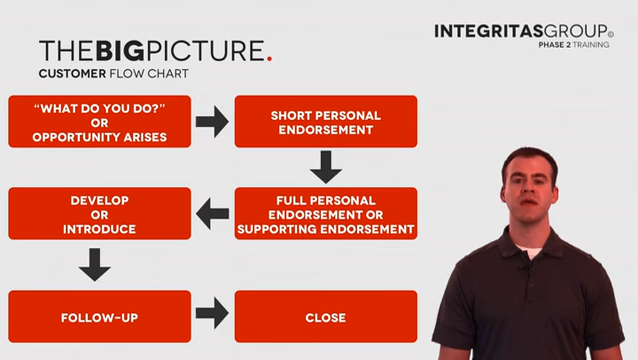 THEBIGPICTURE.
CUSTOMER FLOW CHART
INTEGRITASGROUP©
PHASE 2 TRAINING
“WHAT DO YOU DO?”
OR
OPPORTUNITY ARISES
SHORT PERSONAL
ENDORSEMENT
FULL PERSONAL
ENDORSEMENT OR
SUPPORTING ENDORSEMENT
DEVELOP
OR
INTRODUCE
FOLLOW-UP
CLOSE